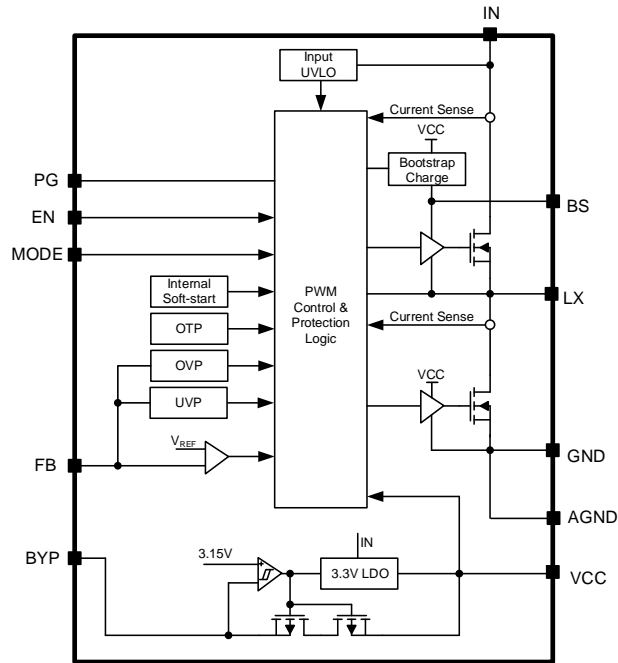 IN
Input
UVLO
Current Sense
VCC
Bootstrap
Charge
PG
BS
EN
MODE
Internal
Soft-start
PWM
Control &
Protection
Logic
LX
OTP
Current Sense
OVP
VCC
UVP
VREF
FB
GND
AGND
BYP
3.15V
IN
3.3V LDO
VCC